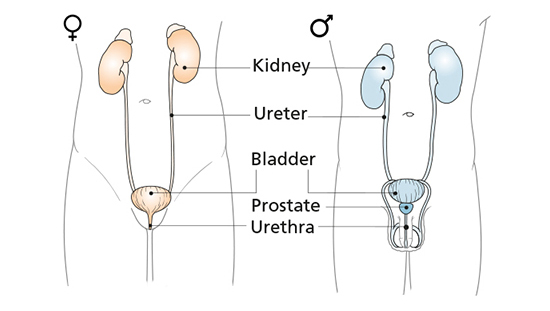 ♀ ♂
Kidney
Ureter
Bladder
Prostate
Urethra